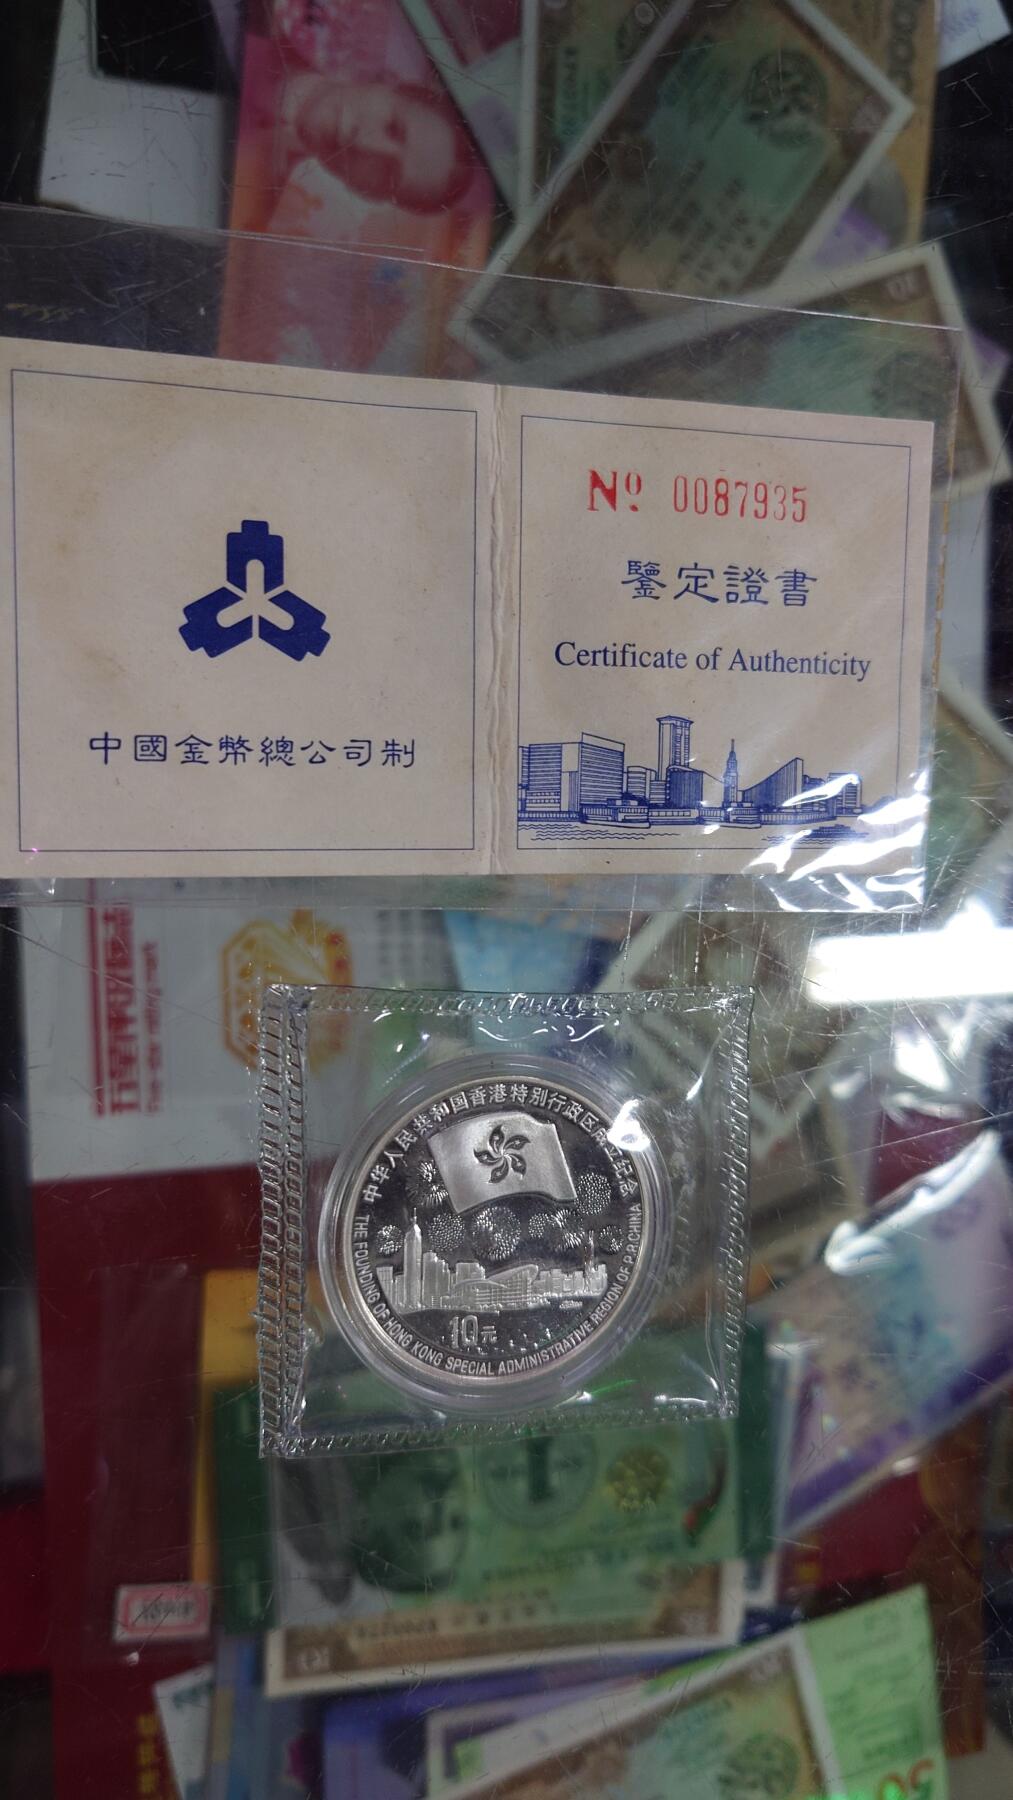 中國金幣總公司制
Nº 0087935
鑒定證書
Certificate of Authenticity
中华人民共和国香港特别行政区成立纪念
10元
THE FOUNDING OF HONG KONG SPECIAL ADMINISTRATIVE REGION OF P.R.CHINA